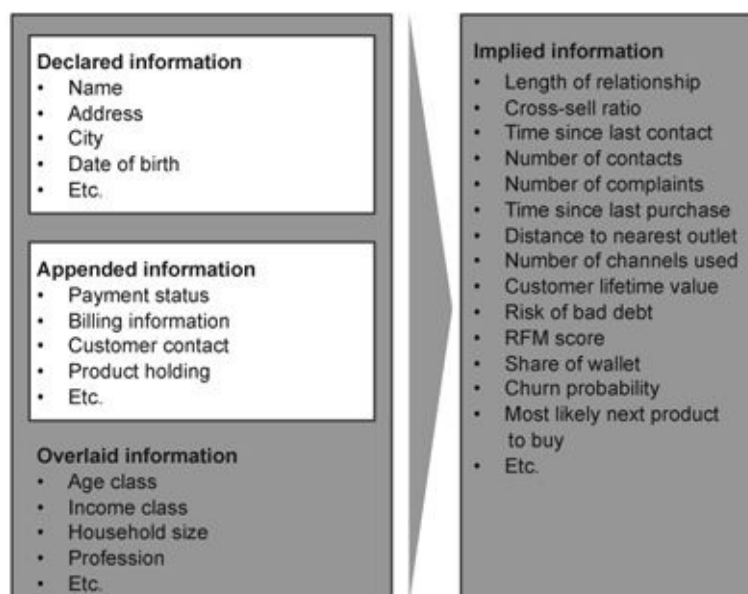 Declared information
• Name
• Address
• City
• Date of birth
• Etc.
Appended information
• Payment status
• Billing information
• Customer contact
• Product holding
• Etc.
Overlaid information
• Age class
• Income class
• Household size
• Profession
• Etc.
Implied information
• Length of relationship
• Cross-sell ratio
• Time since last contact
• Number of contacts
• Number of complaints
• Time since last purchase
• Distance to nearest outlet
• Number of channels used
• Customer lifetime value
• Risk of bad debt
• RFM score
• Share of wallet
• Churn probability
• Most likely next product
to buy
• Etc.